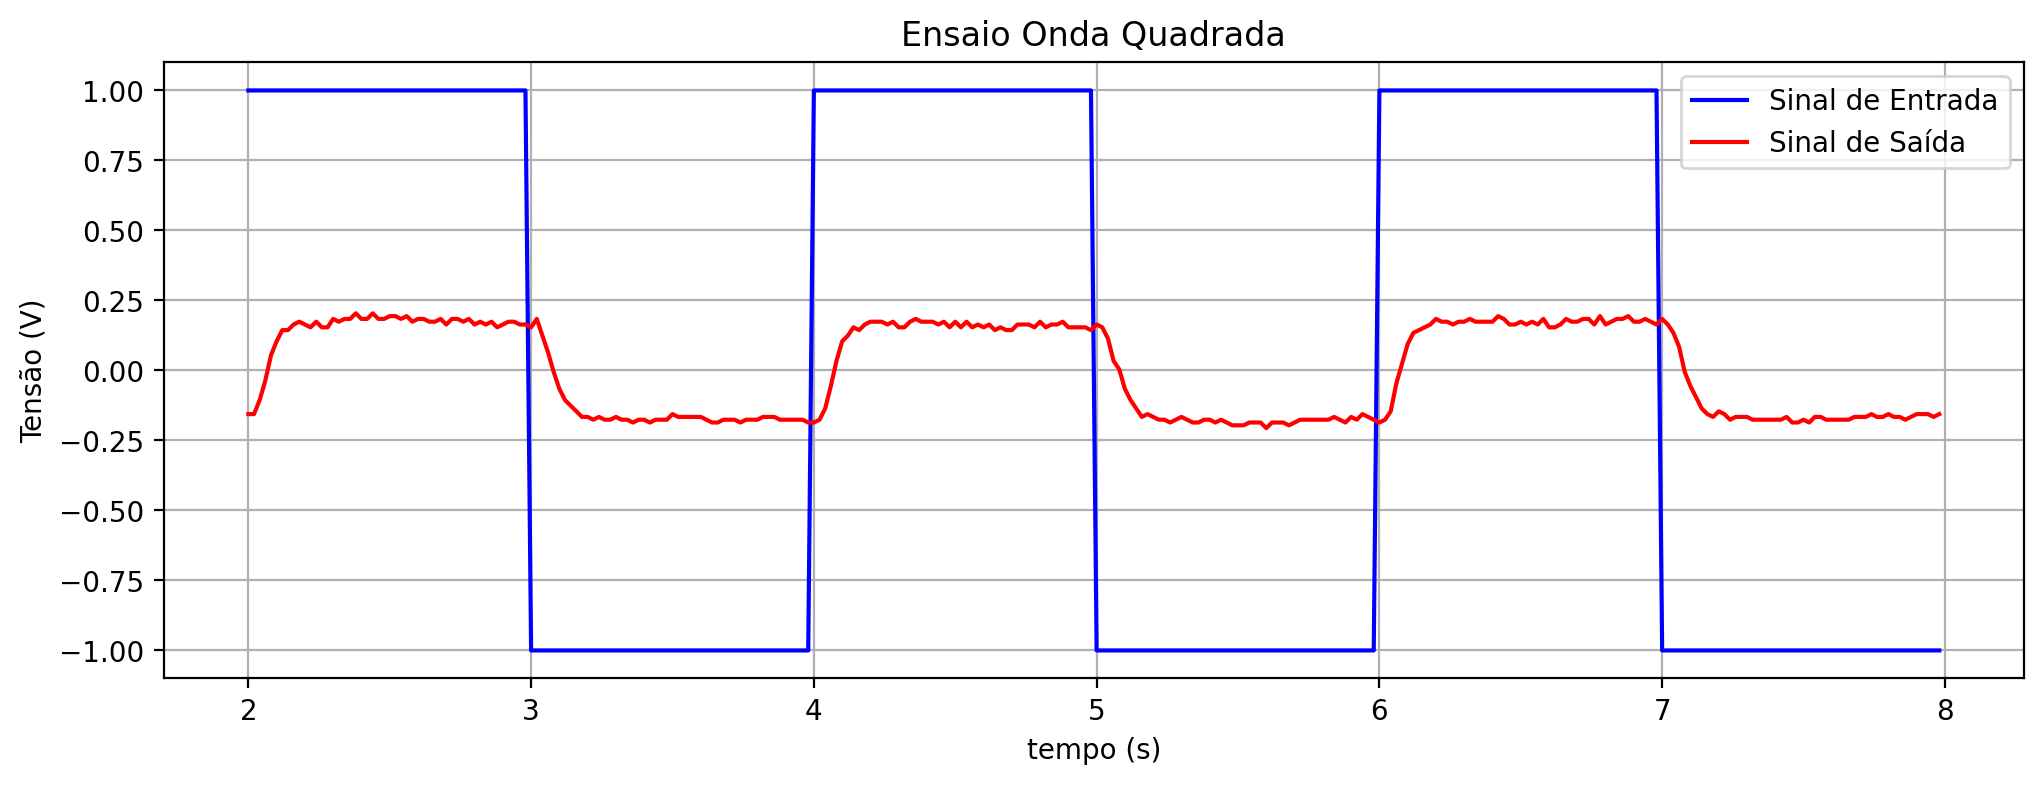 Ensaio Onda Quadrada
1.00
0.75
0.50
0.25
0.00
−0.25
−0.50
−0.75
−1.00
Tensão (V)
Sinal de Entrada
Sinal de Saída
2 3 4 5 6 7 8
tempo (s)